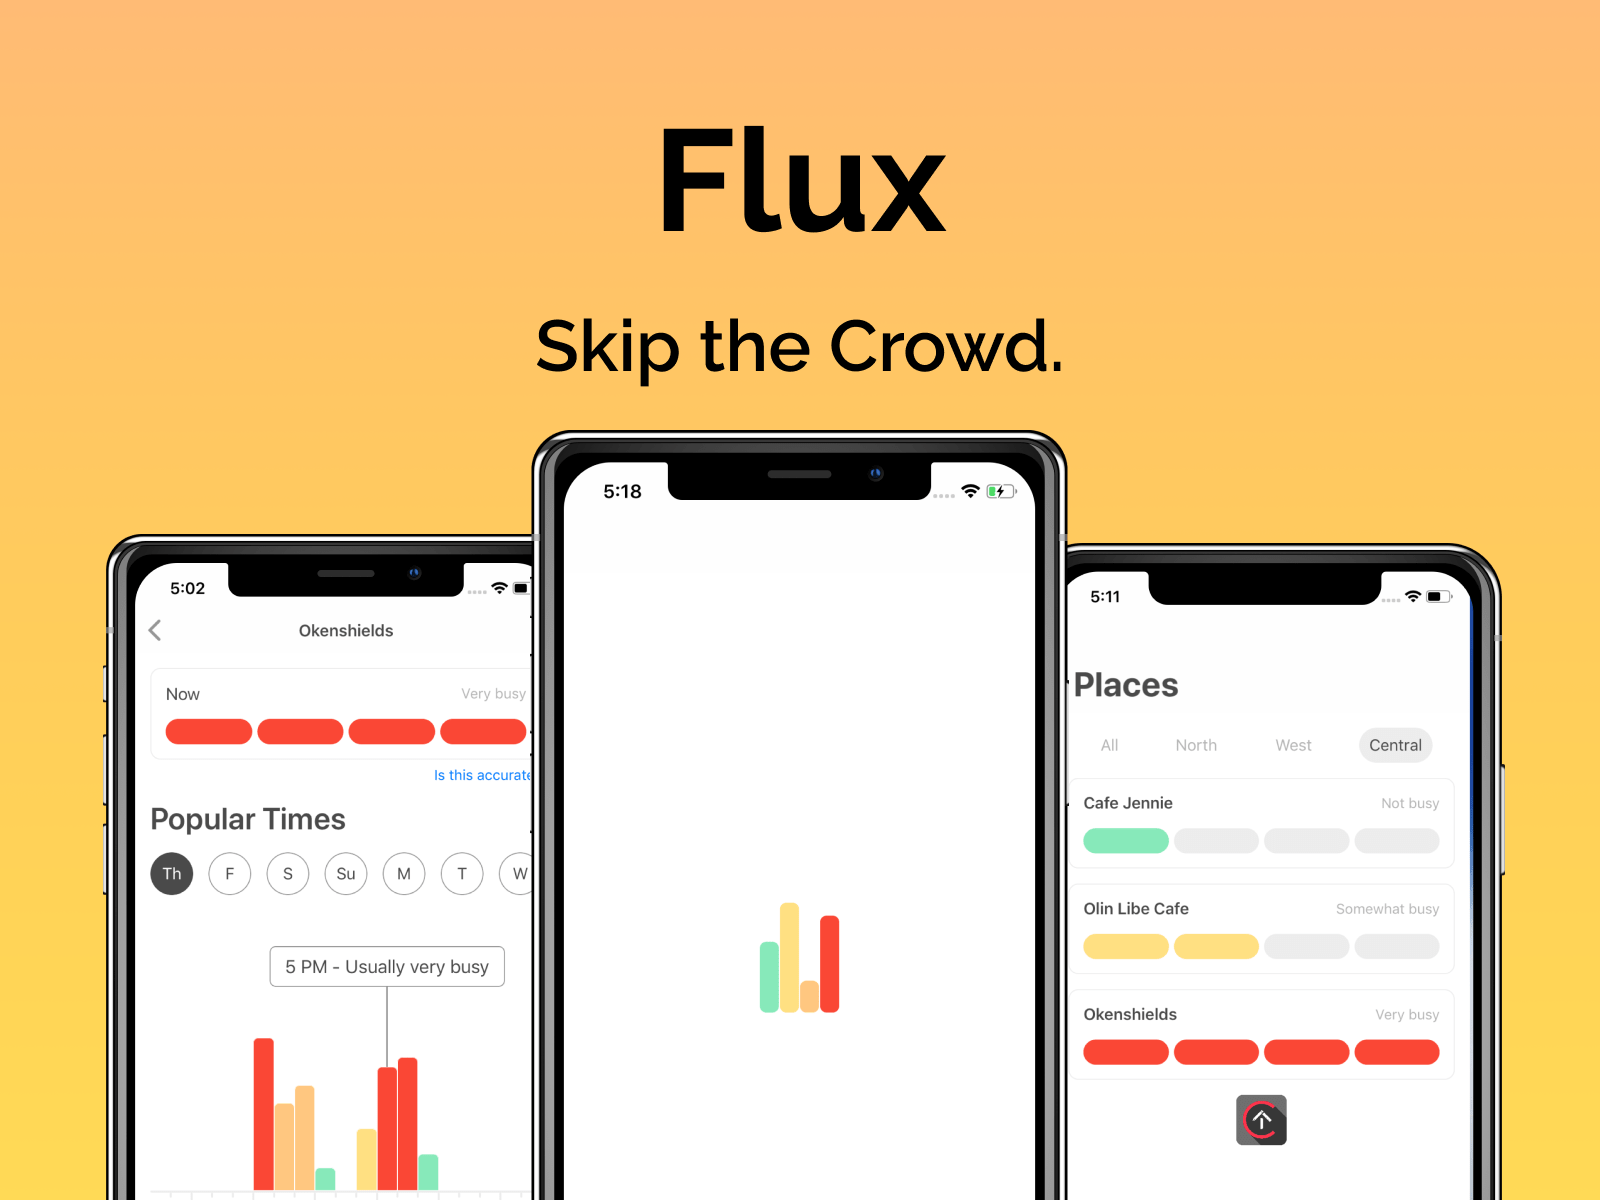 Flux
Skip the Crowd.
5:02
Okenshields
Now
Very busy
Is this accurate
Popular Times
Th F S Su M T W
5 PM - Usually very busy
5:18
5:11
Places
All North West Central
Cafe Jennie
Not busy
Olin Libe Cafe
Somewhat busy
Okenshields
Very busy